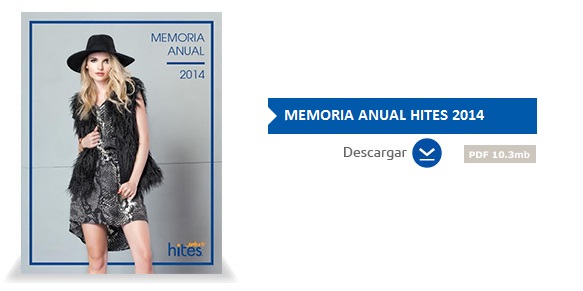 MEMORIA
ANUAL
2014
hites
MEMORIA ANUAL HITES 2014
Descargar
PDF 10.3mb